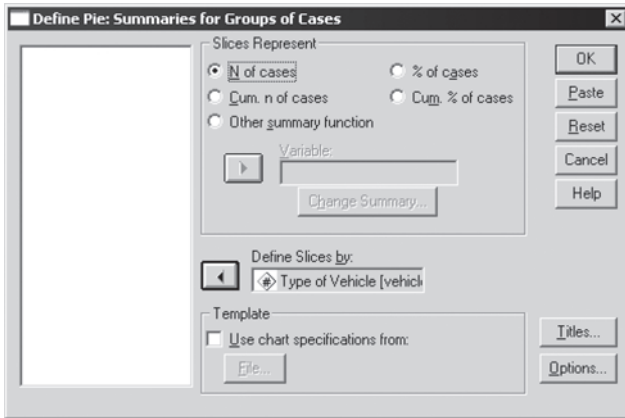 Define Pie: Summaries for Groups of Cases
Slices Represent
N of cases
% of cases
Cum. n of cases
Cum. % of cases
Other summary function
Variable:
Change Summary...
Define Slices by:
# Type of Vehicle [vehicl
Template
Use chart specifications from:
File...
OK
Paste
Reset
Cancel
Help
Titles...
Options...